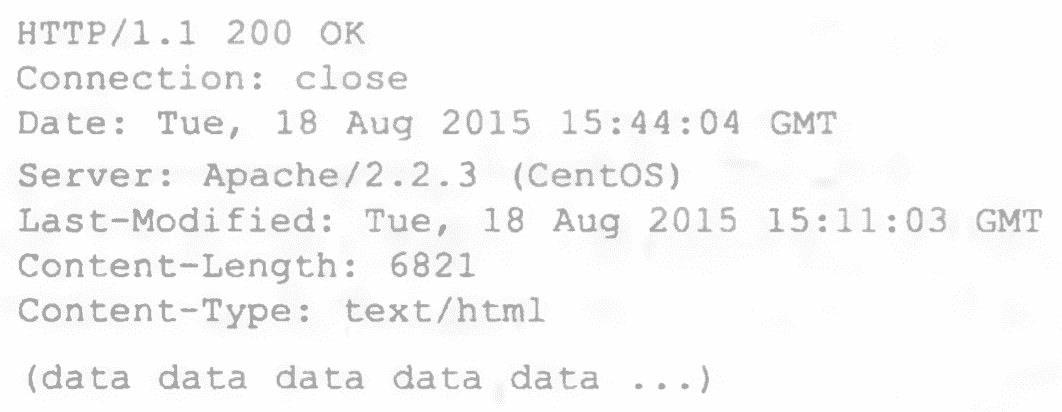 HTTP/1.1 200 OK
Connection: close
Date: Tue, 18 Aug 2015 15:44:04 GMT
Server: Apache/2.2.3 (CentOS)
Last-Modified: Tue, 18 Aug 2015 15:11:03 GMT
Content-Length: 6821
Content-Type: text/html
(data data data data data ...)